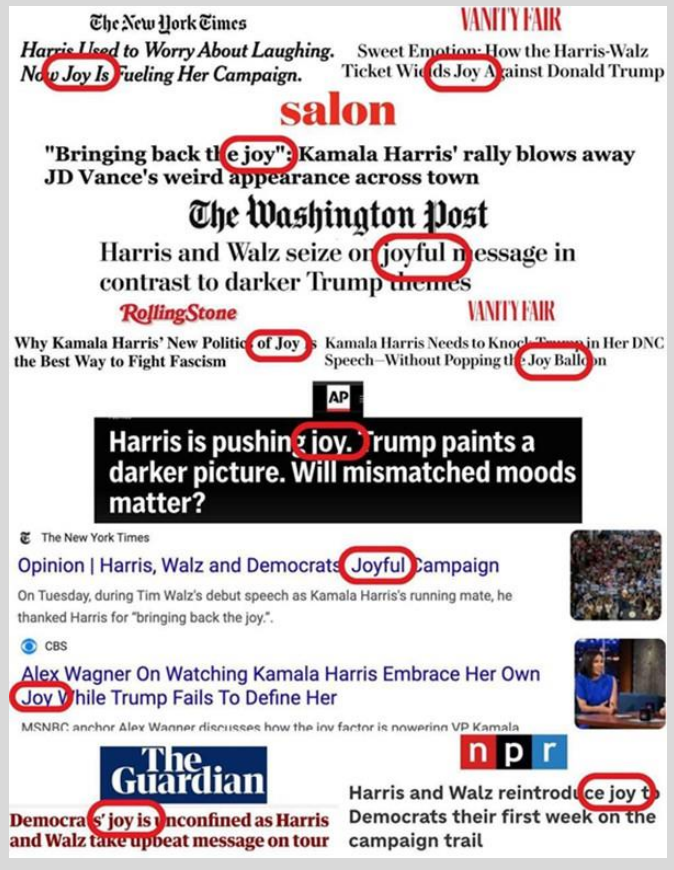 The New York Times
Harris Used to Worry About Laughing.
Now Joy Is Fueling Her Campaign.
VANITY FAIR
Sweet Emotion: How the Harris-Walz
Ticket Wields Joy Against Donald Trump
salon
"Bringing back the joy": Kamala Harris' rally blows away
JD Vance's weird appearance across town
The Washington Post
Harris and Walz seize on joyful message in
contrast to darker Trump themes
RollingStone
Why Kamala Harris' New Politics of Joy is
the Best Way to Fight Fascism
VANITY FAIR
Kamala Harris Needs to Knock Trump in Her DNC
Speech—Without Popping the Joy Balloon
AP
Harris is pushing joy. Trump paints a
darker picture. Will mismatched moods
matter?
The New York Times
Opinion | Harris, Walz and Democrats' Joyful Campaign
On Tuesday, during Tim Walz's debut speech as Kamala Harris's running mate, he
thanked Harris for "bringing back the joy.".
CBS
Alex Wagner On Watching Kamala Harris Embrace Her Own
Joy While Trump Fails To Define Her
MSNBC anchor Alex Wagner discusses how the joy factor is powering VP Kamala
The Guardian
Democrats' joy is unconfined as Harris
and Walz take upbeat message on tour
npr
Harris and Walz reintroduce joy to
Democrats their first week on the
campaign trail